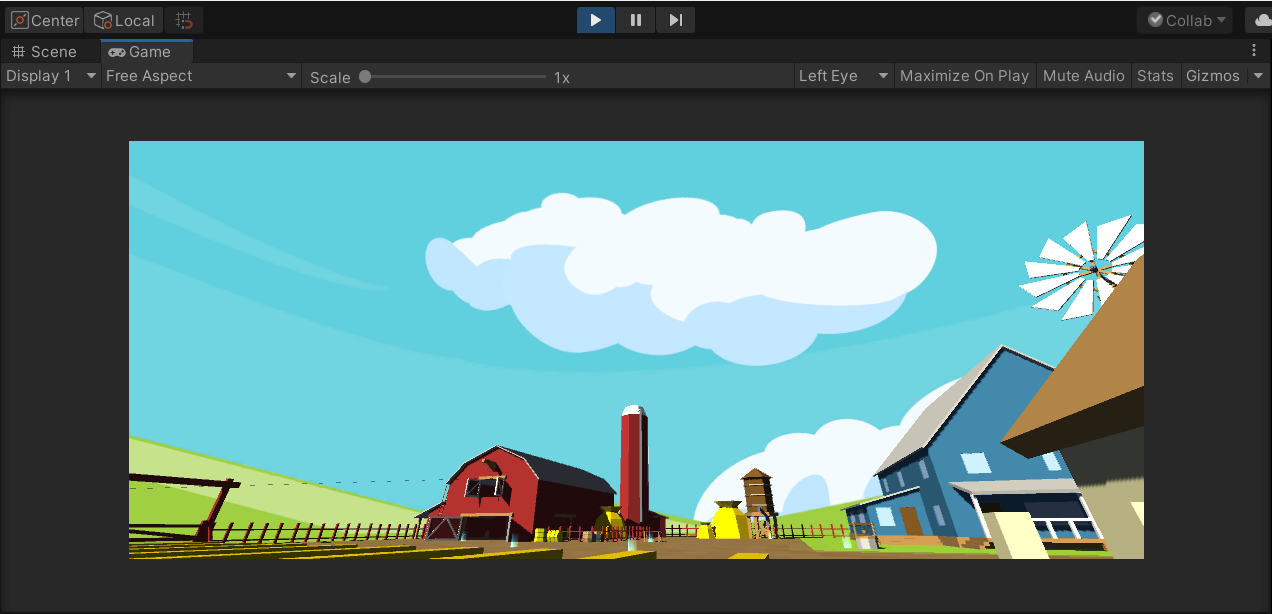 Center Local Collab
Scene Game
Display 1 Free Aspect Scale 1x Left Eye Maximize On Play Mute Audio Stats Gizmos